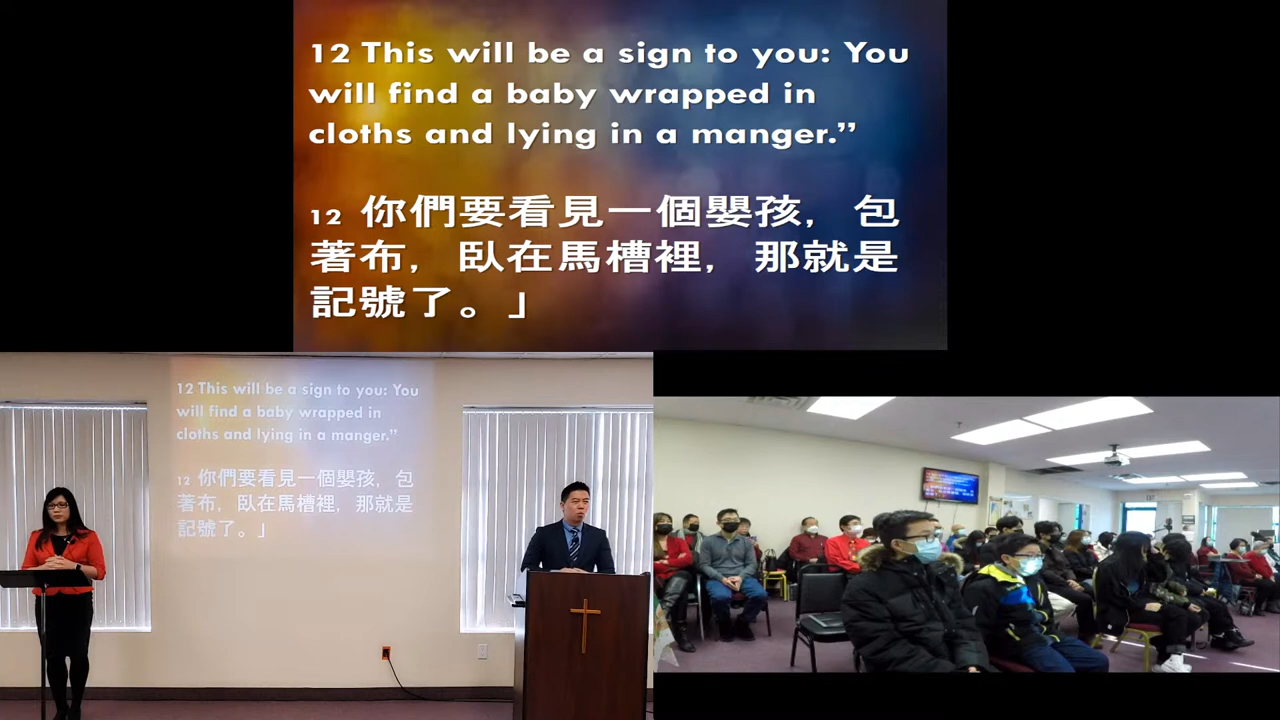 12 This will be a sign to you: You
will find a baby wrapped in
cloths and lying in a manger.”
12 你們要看見一個嬰孩，包
著布，臥在馬槽裡，那就是
記號了。」
12 This will be a sign to you: You
will find a baby wrapped in
cloths and lying in a manger.”
12 你們要看見一個嬰孩，包
著布，臥在馬槽裡，那就是
記號了。」